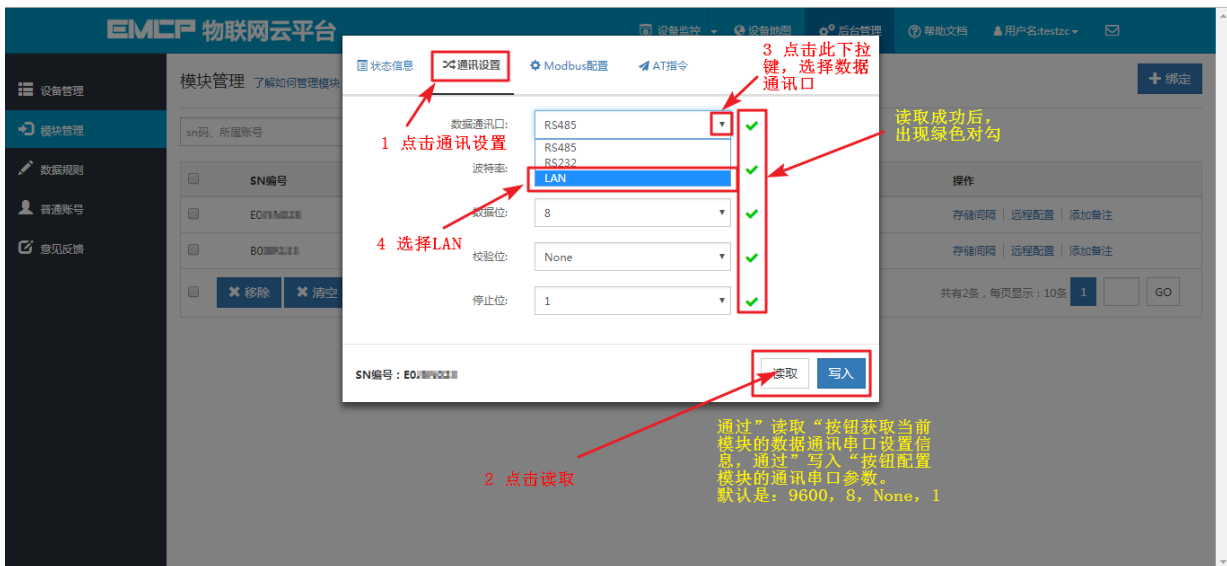 EMCP 物联网云平台
设备监控
设备地图
后台管理
帮助文档
用户名:testzc
设备管理
模块管理
数据规则
普通账号
意见反馈
模块管理 了解如何管理模块
绑定
sn码、所属账号
SN编号
操作
存储间隔 远程配置 添加备注
存储间隔 远程配置 添加备注
移除
清空
共有2条，每页显示：10条 1 GO
状态信息
通讯设置
Modbus配置
AT指令
数据通讯口:
RS485
RS485
RS232
LAN
波特率:
数据位:
8
校验位:
None
停止位:
1
SN编号：
读取
写入
1 点击通讯设置
2 点击读取
3 点击此下拉
键，选择数据
通讯口
4 选择LAN
读取成功后，
出现绿色对勾
通过”读取“按钮获取当前
模块的数据通讯串口设置信
息，通过”写入“按钮配置
模块的通讯串口参数。
默认是：9600，8，None，1